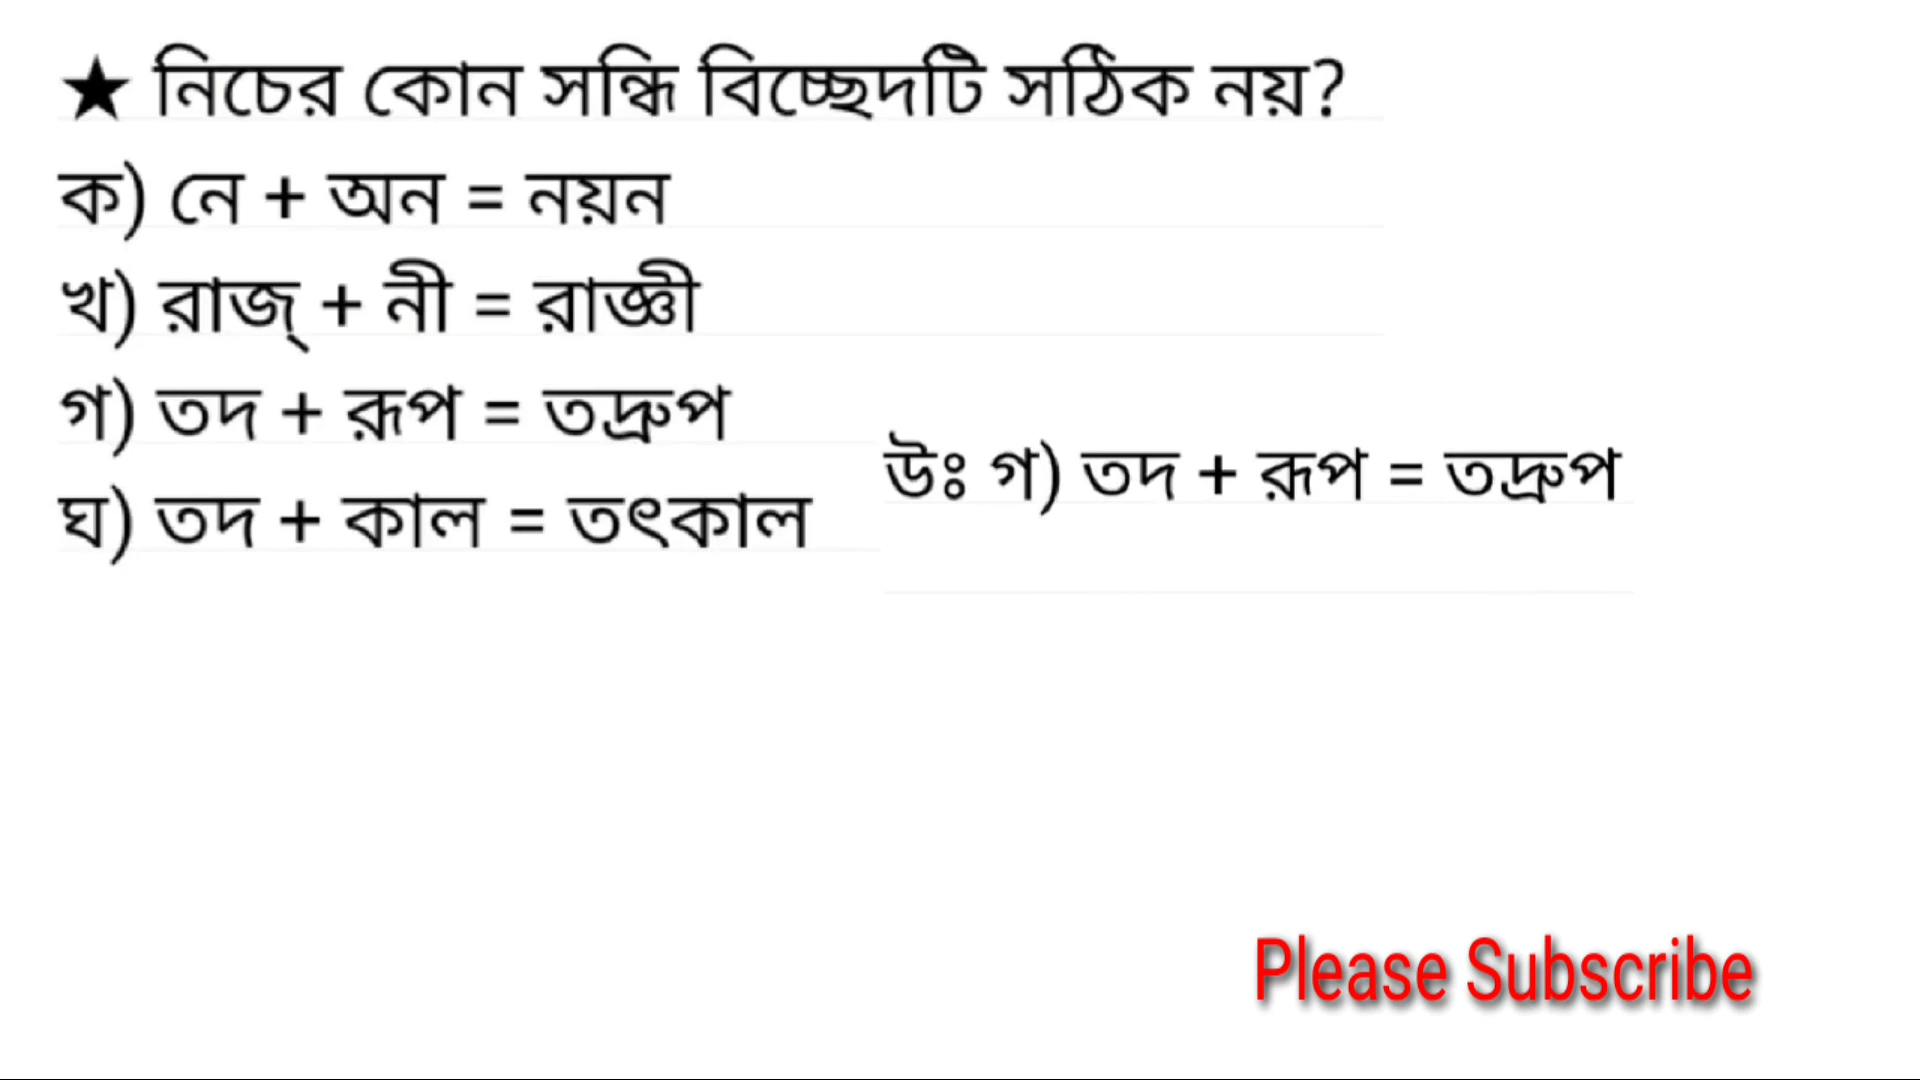 ★ নিচের কোন সন্ধি বিচ্ছেদটি সঠিক নয়?
ক) নে + অন = নয়ন
খ) রাজ্ + নী = রাজ্ঞী
গ) তদ + রূপ = তদ্রুপ
ঘ) তদ + কাল = তৎকাল
উঃ গ) তদ + রূপ = তদ্রুপ
Please Subscribe